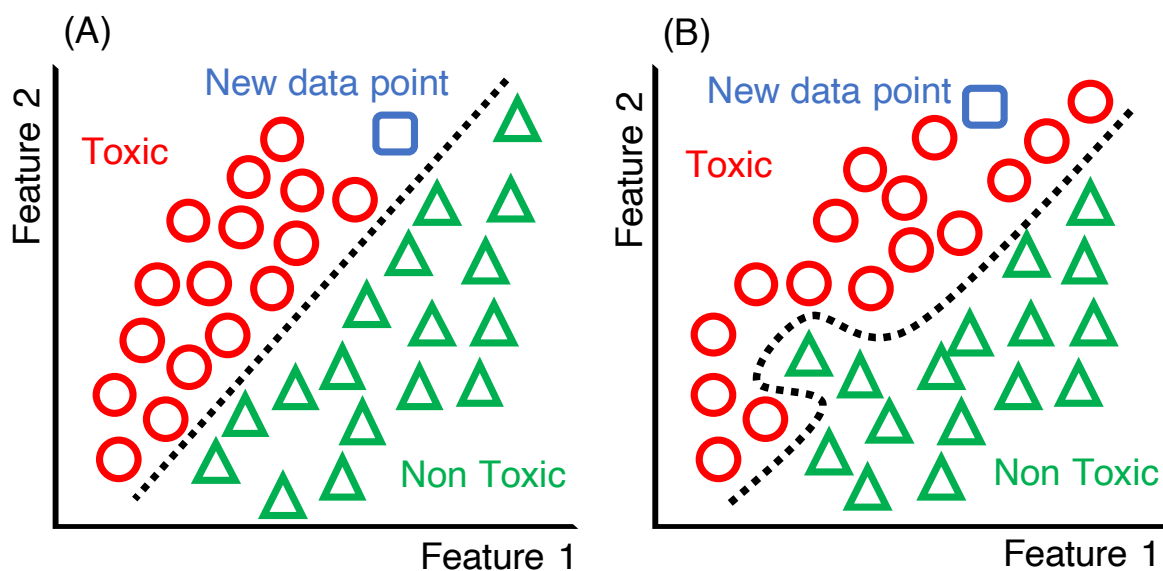 (A)
New data point
Toxic
Non Toxic
Feature 2
Feature 1
(B)
New data point
Toxic
Non Toxic
Feature 2
Feature 1